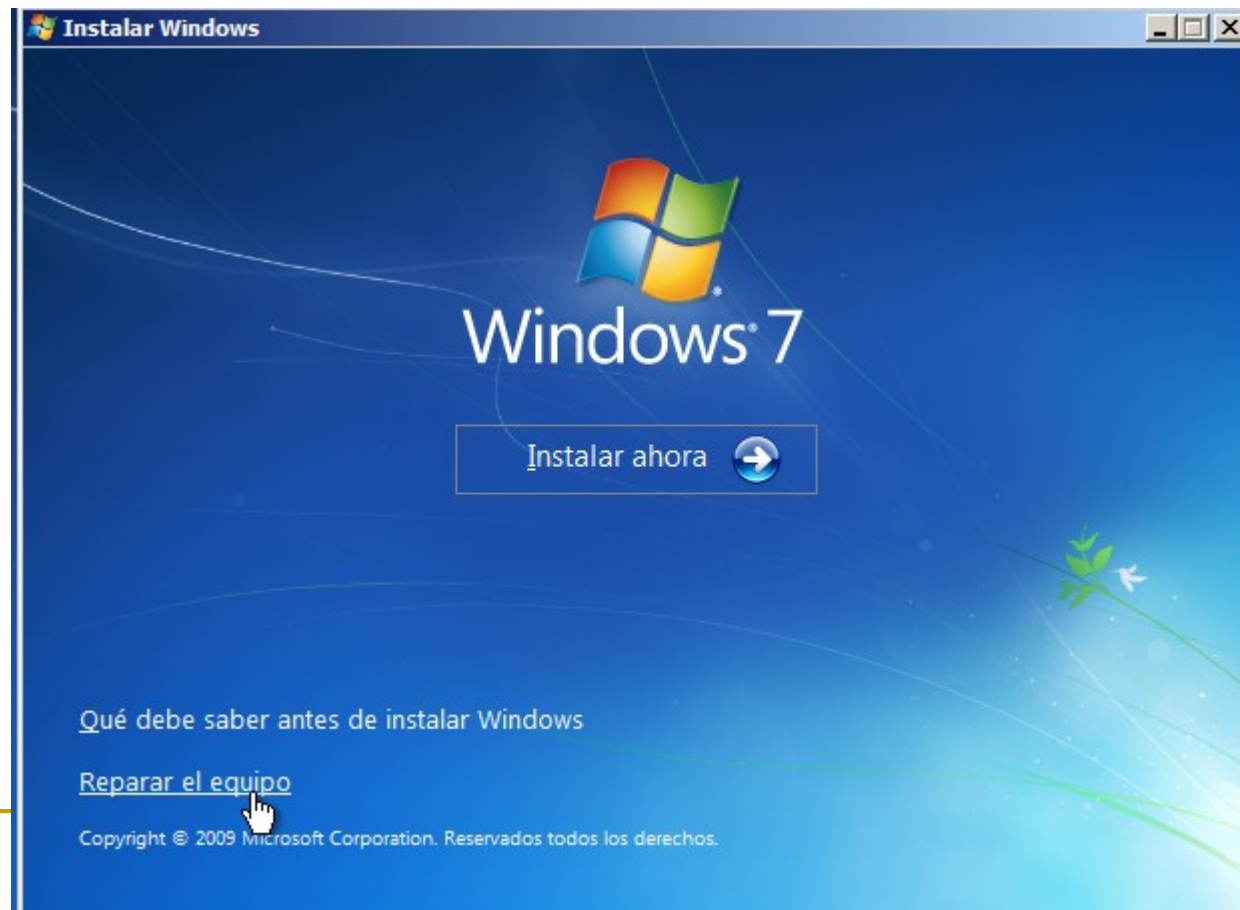 Instalar Windows
Windows® 7
Instalar ahora
Qué debe saber antes de instalar Windows
Reparar el equipo
Copyright © 2009 Microsoft Corporation. Reservados todos los derechos.